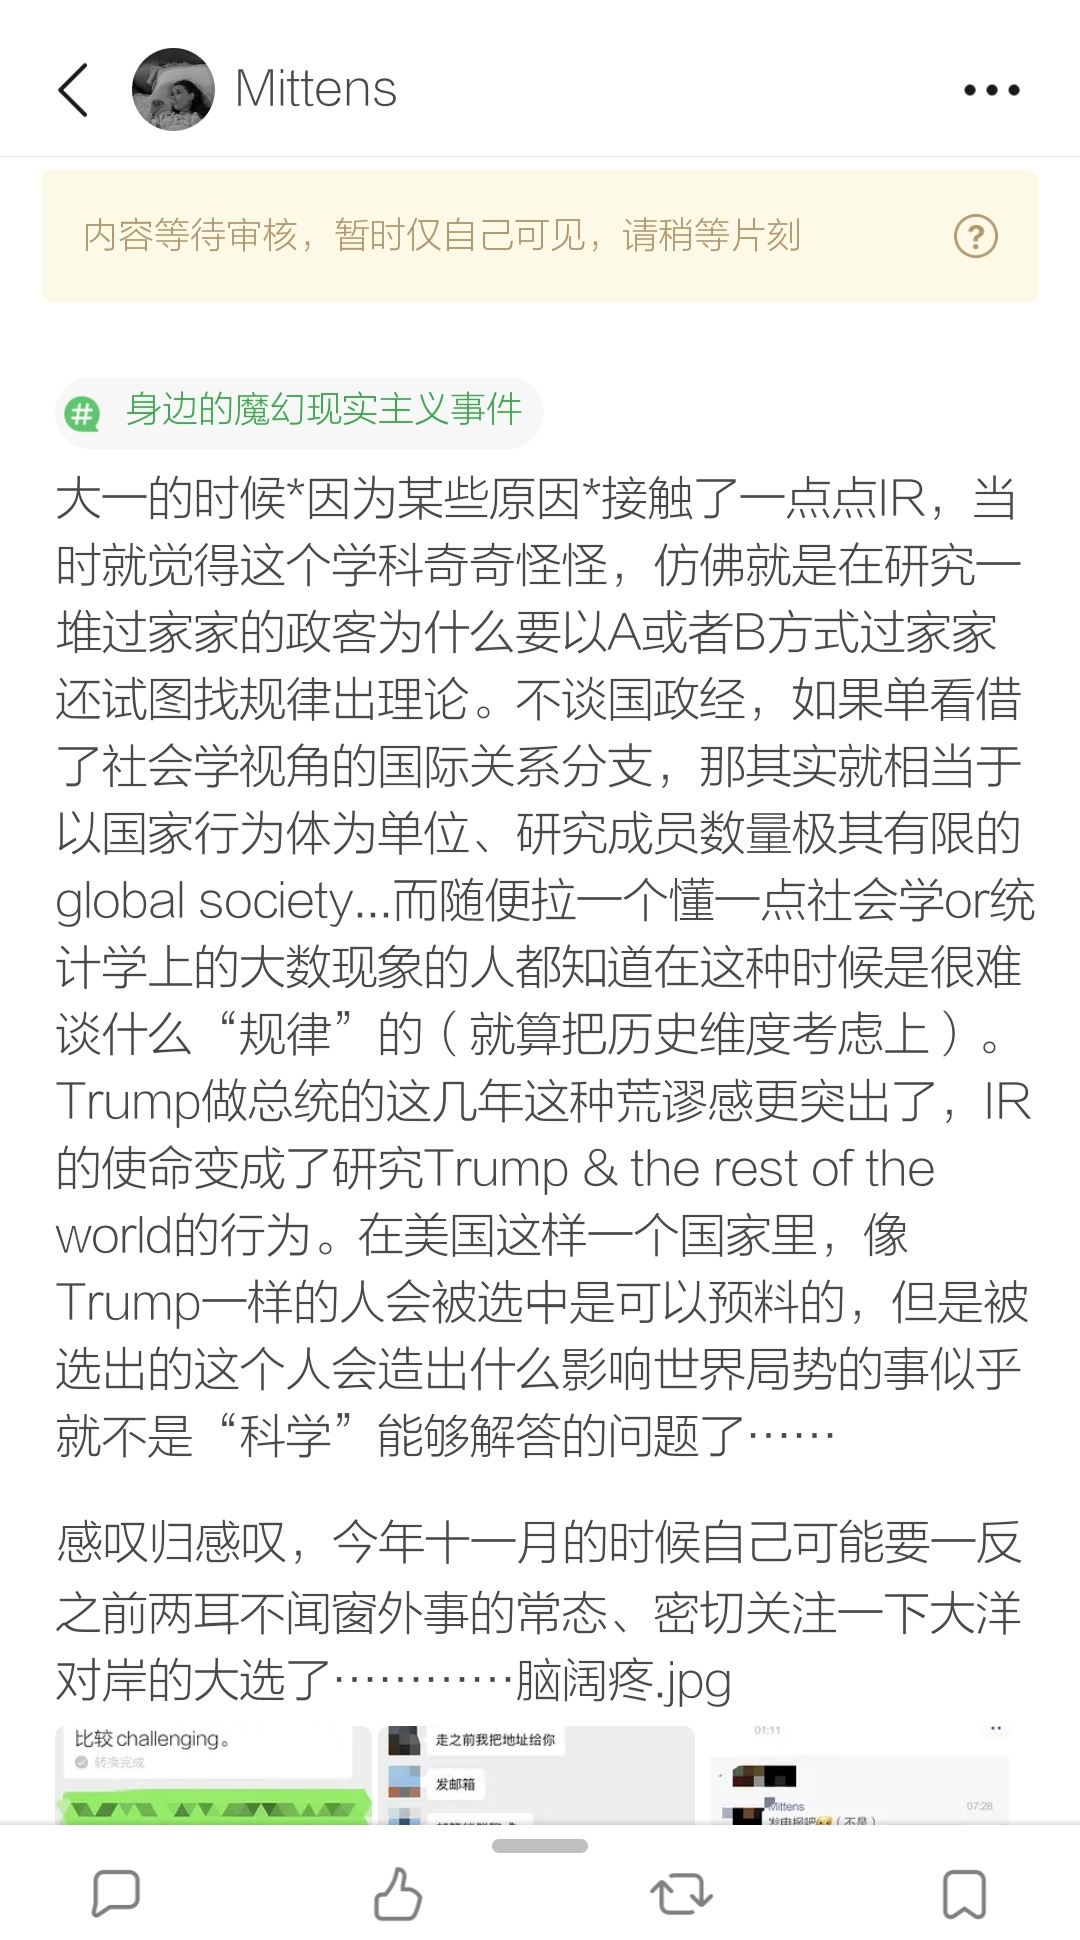 Mittens
内容等待审核，暂时仅自己可见，请稍等片刻
?
# 身边的魔幻现实主义事件
大一的时候*因为某些原因*接触了一点点IR，当
时就觉得这个学科奇奇怪怪，仿佛就是在研究一
堆过家家的政客为什么要以A或者B方式过家家
还试图找规律出理论。不谈国政经，如果单看借
了社会学视角的国际关系分支，那其实就相当于
以国家行为体为单位、研究成员数量极其有限的
global society...而随便拉一个懂一点社会学or统
计学上的大数现象的人都知道在这种时候是很难
谈什么“规律”的（就算把历史维度考虑上）。
Trump做总统的这几年这种荒谬感更突出了，IR
的使命变成了研究Trump & the rest of the
world的行为。在美国这样一个国家里，像
Trump一样的人会被选中是可以预料的，但是被
选出的这个人会造出什么影响世界局势的事似乎
就不是“科学”能够解答的问题了……
感叹归感叹，今年十一月的时候自己可能要一反
之前两耳不闻窗外事的常态、密切关注一下大洋
对岸的大选了…………脑阔疼.jpg
比较challenging。
转换完成
走之前我把地址给你
发邮箱
01:11
Mittens
07:28
发电报吧（不是）